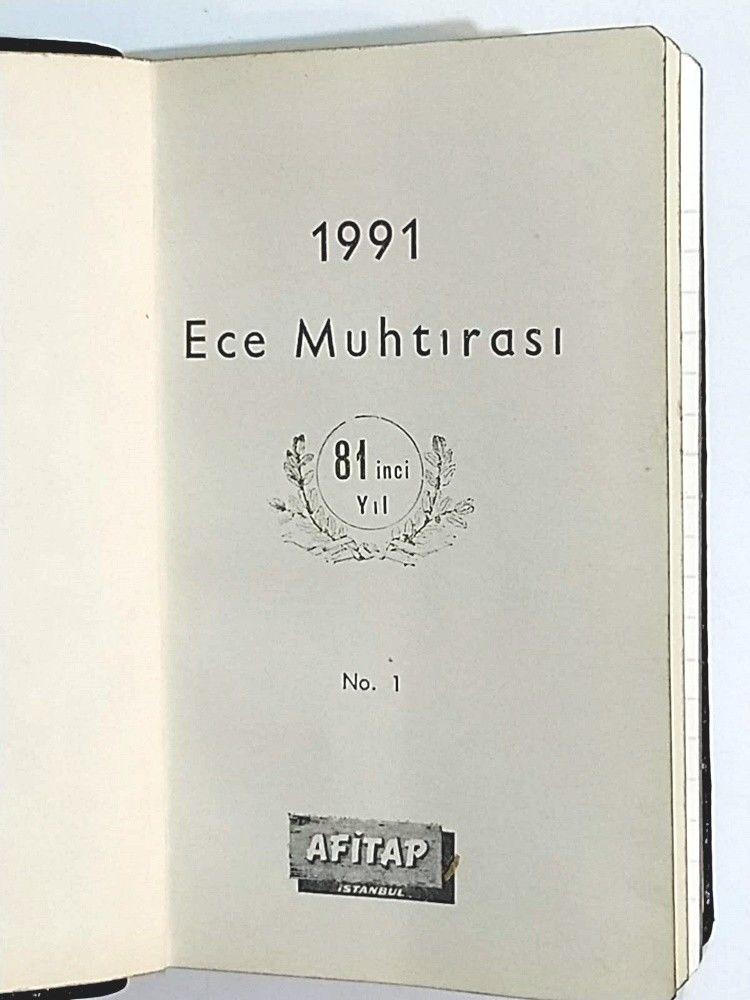 1991
Ece Muhtırası
81 inci
Yıl
No. 1
AFİTAP
İSTANBUL